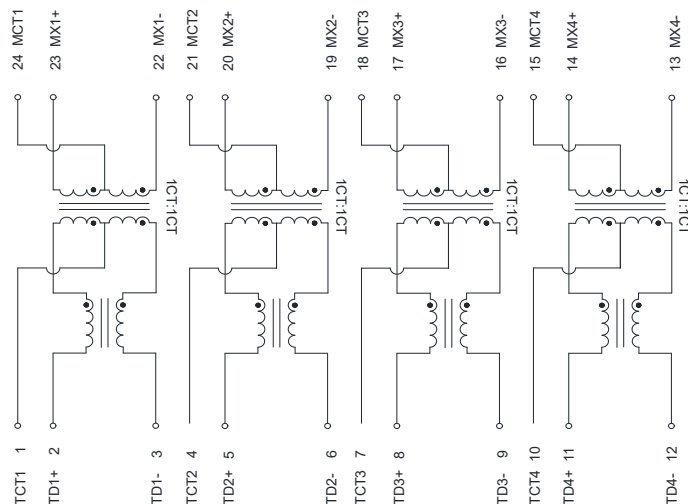 24 MCT1
23 MX1+
22 MX1-
21 MCT2
20 MX2+
19 MX2-
18 MCT3
17 MX3+
16 MX3-
15 MCT4
14 MX4+
13 MX4-
1CT:1CT
1CT:1CT
1CT:1CT
1CT:1CT
TCT1 1
TD1+ 2
TD1- 3
TCT2 4
TD2+ 5
TD2- 6
TCT3 7
TD3+ 8
TD3- 9
TCT4 10
TD4+ 11
TD4- 12